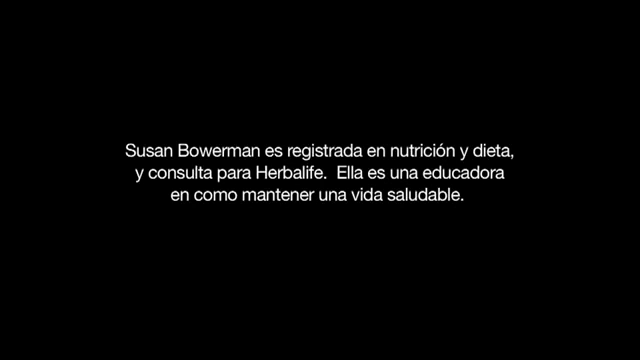 Susan Bowerman es registrada en nutrición y dieta,
y consulta para Herbalife.  Ella es una educadora
en como mantener una vida saludable.